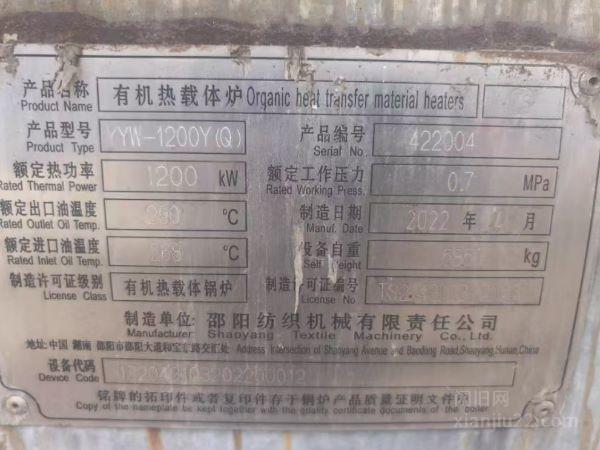 产品名称 有机热载体炉 Organic heat transfer material heaters
Product Name
产品型号 YYW-1200Y(Q) 产品编号 422004
Product Type Serial No.
额定热功率 1200 kW 额定工作压力 0.7 MPa
Rated Thermal Power Rated Working Press.
额定出口油温度 ℃ 制造日期 2022 年 月
Rated Outlet Oil Temp. Manuf. Date
额定进口油温度 ℃ 设备自重 kg
Rated Inlet Oil Temp. Self Weight
制造许可证级别 有机热载体锅炉 制造许可证编号
License Class License No
制造单位: 邵阳纺织机械有限责任公司
Manufacturer: Shaoyang Textile Machinery Co., Ltd.
地址: 中国 湖南 邵阳市邵阳大道和宝东路交汇处 Address Intersection of Shaoyang Avenue and Baodong Road, Shaoyang, Hunan, China
设备代码
Device Code
铭牌的拓印件或者复印件存于锅炉产品质量证明文件
Copy of the nameplate be kept together with the quality certificate documents of the boiler
闲旧网
xianjiu22.com